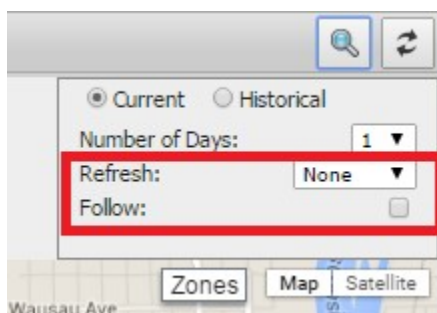 Current Historical
Number of Days: 1
Refresh: None
Follow:
Zones Map Satellite
Wausau Ave